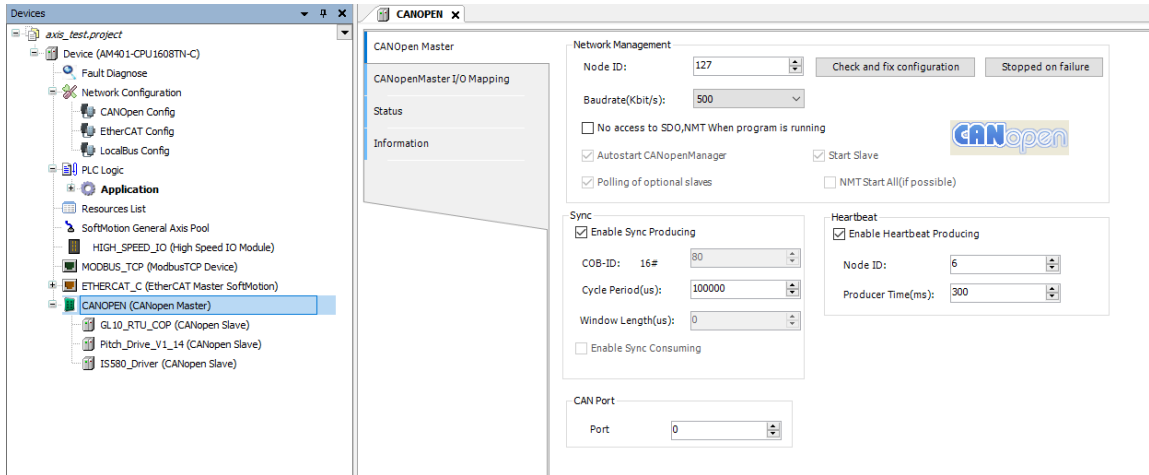 Devices
axis_test.project
Device (AM401-CPU1608TN-C)
Fault Diagnose
Network Configuration
CANOpen Config
EtherCAT Config
LocalBus Config
PLC Logic
Application
Resources List
SoftMotion General Axis Pool
HIGH_SPEED_IO (High Speed IO Module)
MODBUS_TCP (ModbusTCP Device)
ETHERCAT_C (EtherCAT Master SoftMotion)
CANOPEN (CANopen Master)
GL10_RTU_COP (CANopen Slave)
Pitch_Drive_V1_14 (CANopen Slave)
IS580_Driver (CANopen Slave)
CANOPEN
CANOpen Master
CANopenMaster I/O Mapping
Status
Information
Network Management
Node ID: 127 Check and fix configuration Stopped on failure
Baudrate(Kbit/s): 500
No access to SDO,NMT When program is running
CANopen
Autostart CANopenManager Start Slave
Polling of optional slaves NMT Start All(if possible)
Sync
Enable Sync Producing
COB-ID: 16# 80
Cycle Period(us): 100000
Window Length(us): 0
Enable Sync Consuming
Heartbeat
Enable Heartbeat Producing
Node ID: 6
Producer Time(ms): 300
CAN Port
Port 0